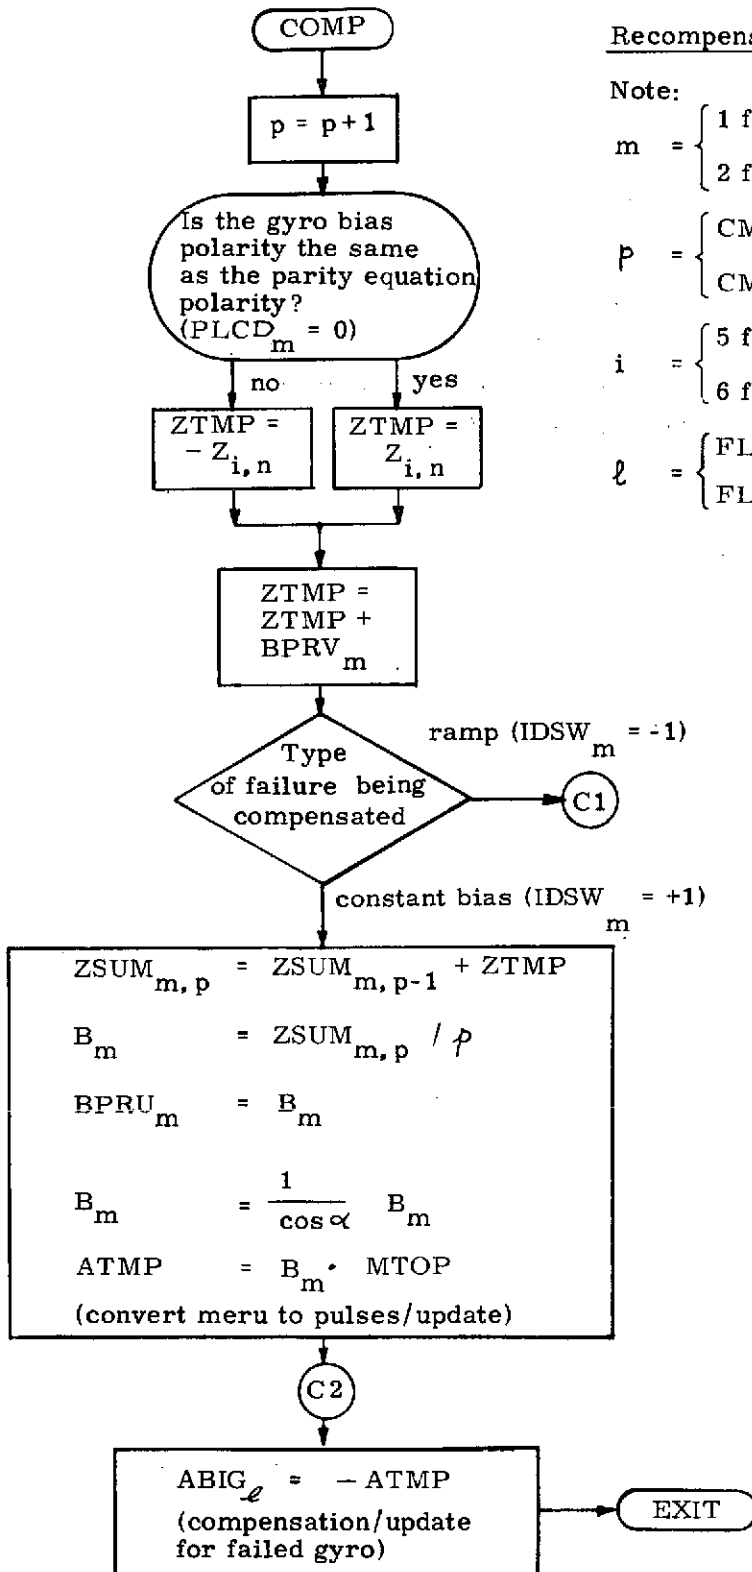 COMP
Recompens
p = p+1
Note:
m = { 1 f
2 f
p = { CM
CM
i = { 5 f
6 f
ℓ = { FL
FL
Is the gyro bias
polarity the same
as the parity equation
polarity?
(PLCD_m = 0)
no
yes
ZTMP =
- Z_i, n
ZTMP =
Z_i, n
ZTMP =
ZTMP +
BPRV_m
Type
of failure being
compensated
ramp (IDSW_m = -1)
C1
constant bias (IDSW_m = +1)
ZSUM_m, p = ZSUM_m, p-1 + ZTMP
B_m = ZSUM_m, p / p
BPRU_m = B_m
B_m = 1/cos α B_m
ATMP = B_m · MTOP
(convert meru to pulses/update)
C2
ABIG_ℓ = - ATMP
(compensation/update
for failed gyro)
EXIT